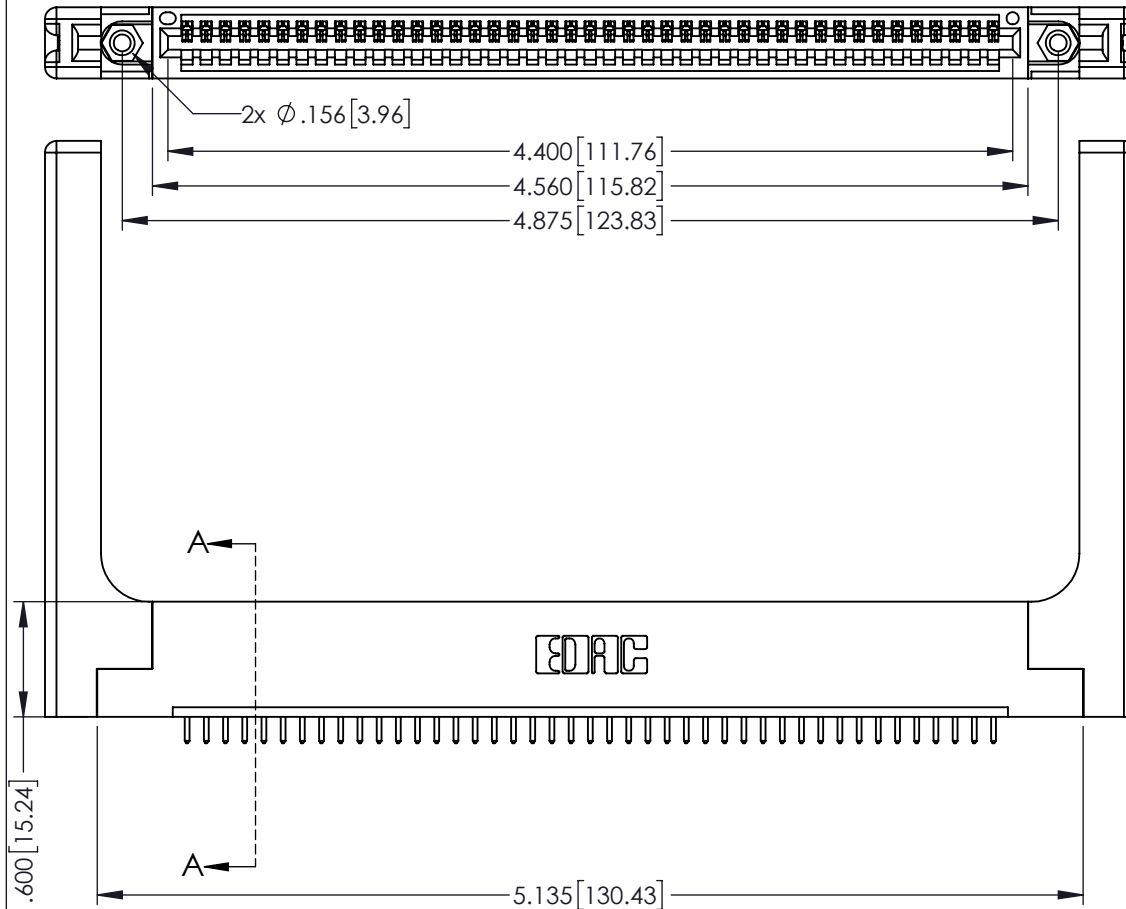 2x Ø.156[3.96]
4.400[111.76]
4.560[115.82]
4.875[123.83]
A
EDAC
A
.600[15.24]
5.135[130.43]